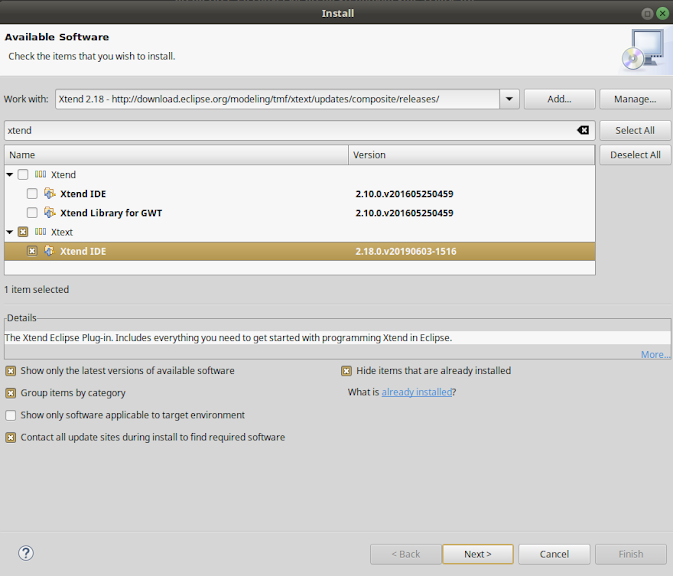 Install
Available Software
Check the items that you wish to install.
Work with: Xtend 2.18 - http://download.eclipse.org/modeling/tmf/xtext/updates/composite/releases/ Add... Manage...
xtend Select All
Name Version Deselect All
Xtend
Xtend IDE 2.10.0.v201605250459
Xtend Library for GWT 2.10.0.v201605250459
Xtext
Xtend IDE 2.18.0.v20190603-1516
1 item selected
Details
The Xtend Eclipse Plug-in. Includes everything you need to get started with programming Xtend in Eclipse.
More...
Show only the latest versions of available software Hide items that are already installed
Group items by category What is already installed?
Show only software applicable to target environment
Contact all update sites during install to find required software
? < Back Next > Cancel Finish